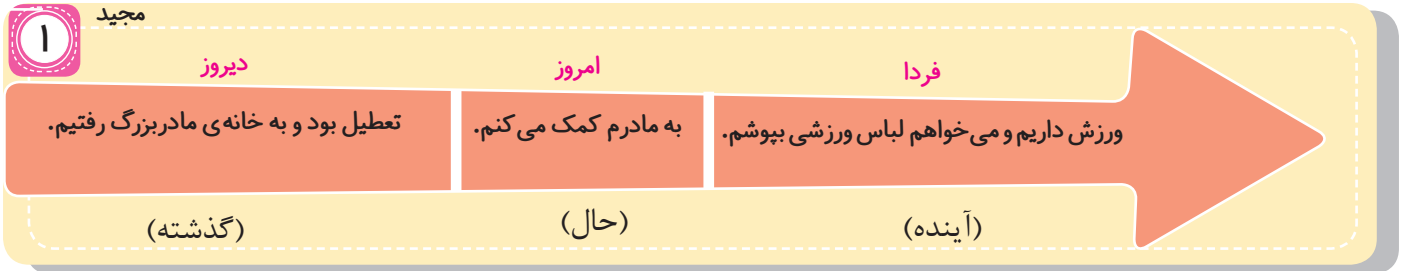 مجید
۱
دیروز امروز فردا
تعطیل بود و به خانه‌ی مادربزرگ رفتیم.
به مادرم کمک می‌کنم.
ورزش داریم و می‌خواهم لباس ورزشی بپوشم.
(گذشته) (حال) (آینده)